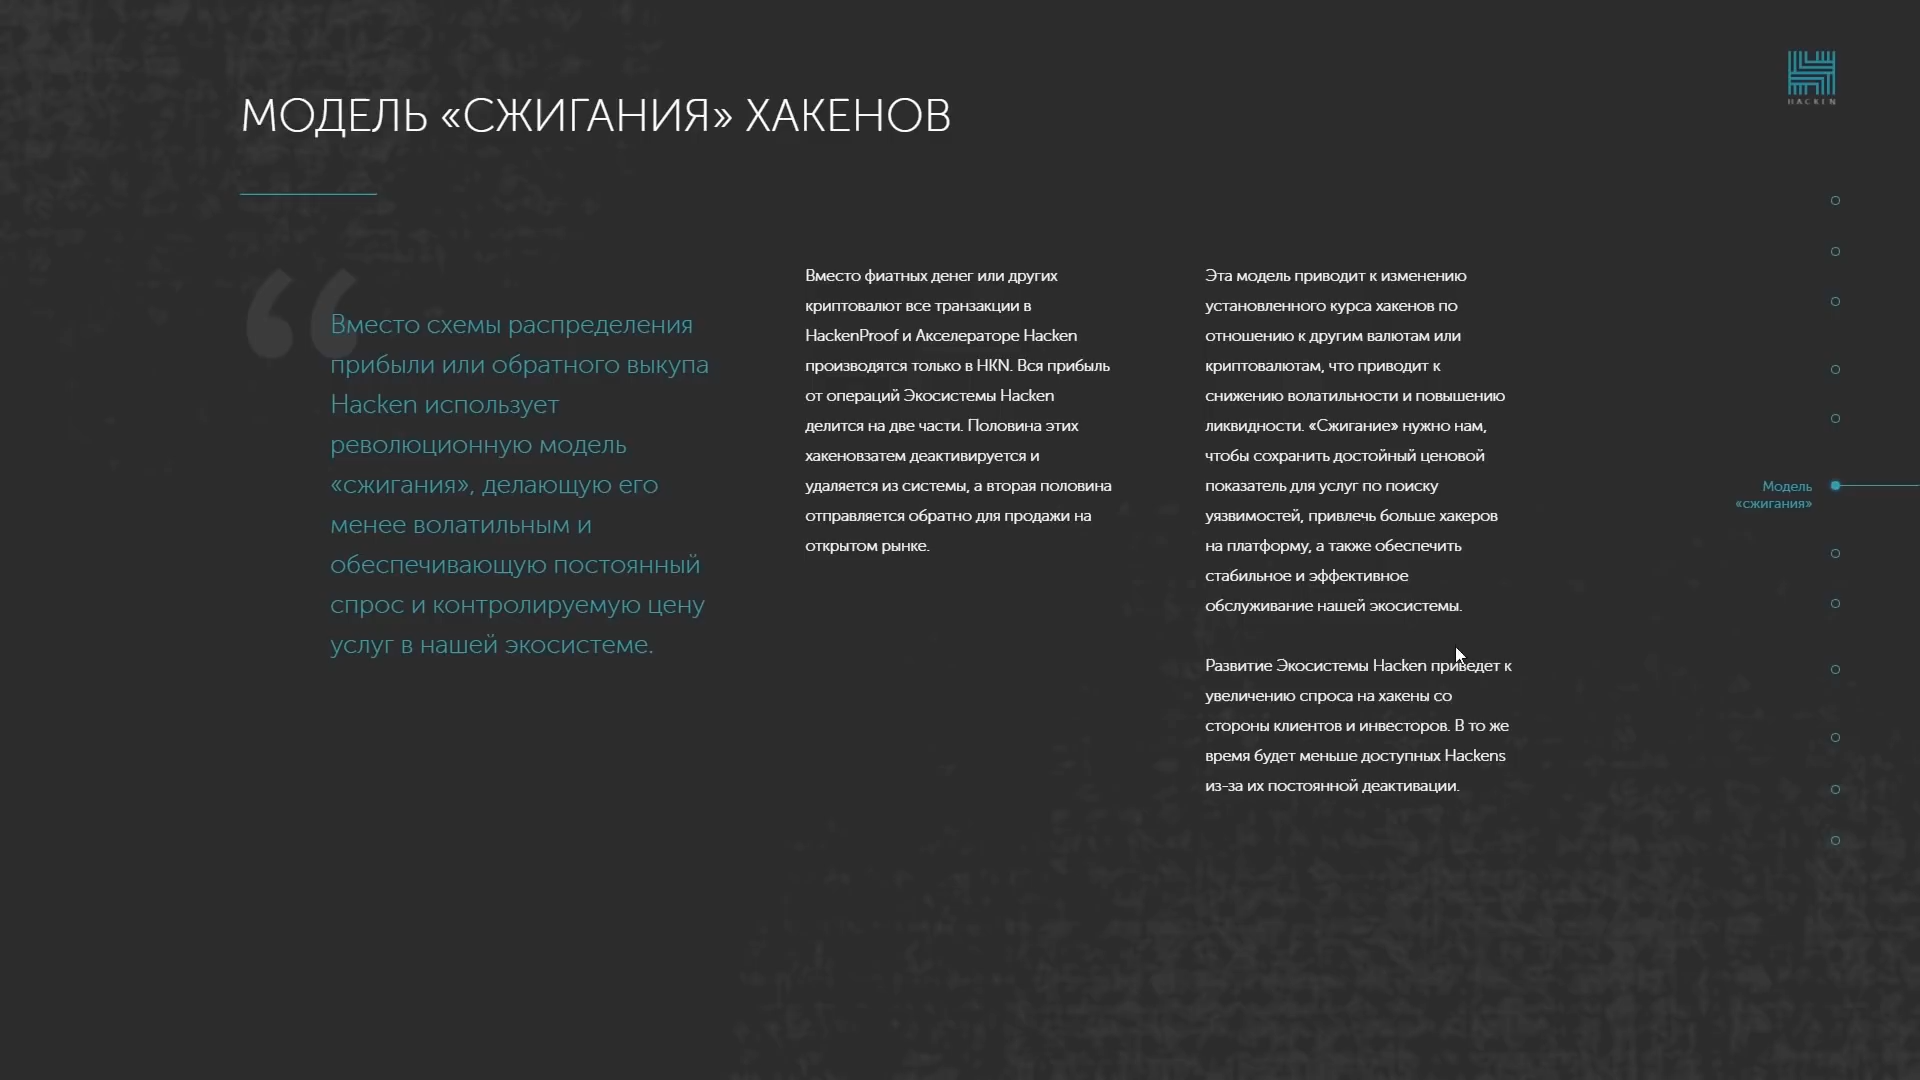 HACKEN
МОДЕЛЬ «СЖИГАНИЯ» ХАКЕНОВ
Вместо схемы распределения
прибыли или обратного выкупа
Hacken использует
революционную модель
«сжигания», делающую его
менее волатильным и
обеспечивающую постоянный
спрос и контролируемую цену
услуг в нашей экосистеме.
Вместо фиатных денег или других
криптовалют все транзакции в
HackenProof и Акселераторе Hacken
производятся только в HKN. Вся прибыль
от операций Экосистемы Hacken
делится на две части. Половина этих
хакеновзатем деактивируется и
удаляется из системы, а вторая половина
отправляется обратно для продажи на
открытом рынке.
Эта модель приводит к изменению
установленного курса хакенов по
отношению к другим валютам или
криптовалютам, что приводит к
снижению волатильности и повышению
ликвидности. «Сжигание» нужно нам,
чтобы сохранить достойный ценовой
показатель для услуг по поиску
уязвимостей, привлечь больше хакеров
на платформу, а также обеспечить
стабильное и эффективное
обслуживание нашей экосистемы.
Развитие Экосистемы Hacken приведет к
увеличению спроса на хакены со
стороны клиентов и инвесторов. В то же
время будет меньше доступных Hackens
из-за их постоянной деактивации.
Модель
«сжигания»